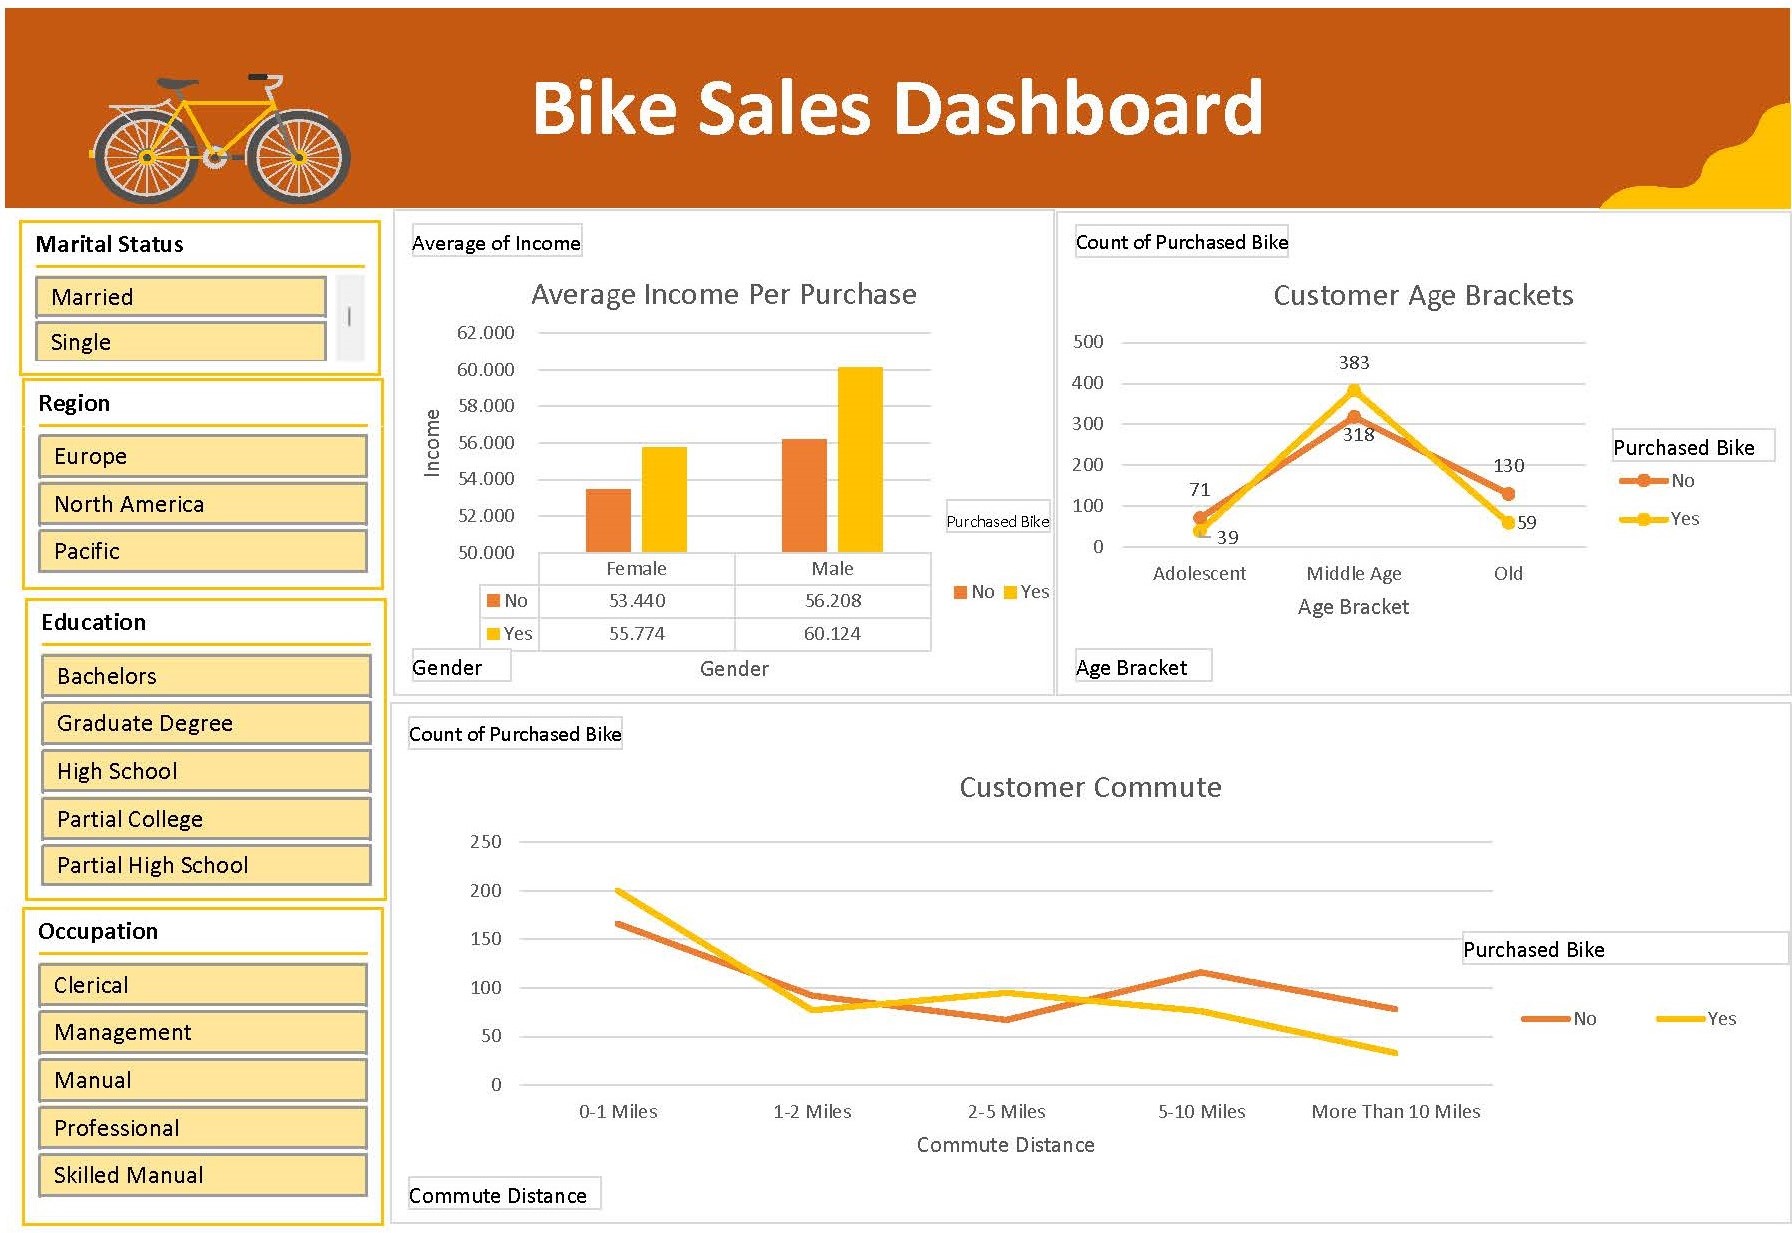 Bike Sales Dashboard
Marital Status
Married
Single
Region
Europe
North America
Pacific
Education
Bachelors
Graduate Degree
High School
Partial College
Partial High School
Occupation
Clerical
Management
Manual
Professional
Skilled Manual
Average of Income
Average Income Per Purchase
62.000
60.000
58.000
56.000
54.000
52.000
50.000
Income
Female Male
No 53.440 56.208
Yes 55.774 60.124
Gender
Gender
Purchased Bike
No Yes
Count of Purchased Bike
Customer Age Brackets
500
400
300
200
100
0
383
318
130
71
59
39
Adolescent Middle Age Old
Age Bracket
Age Bracket
Purchased Bike
No
Yes
Count of Purchased Bike
Customer Commute
250
200
150
100
50
0
0-1 Miles 1-2 Miles 2-5 Miles 5-10 Miles More Than 10 Miles
Commute Distance
Commute Distance
Purchased Bike
No Yes